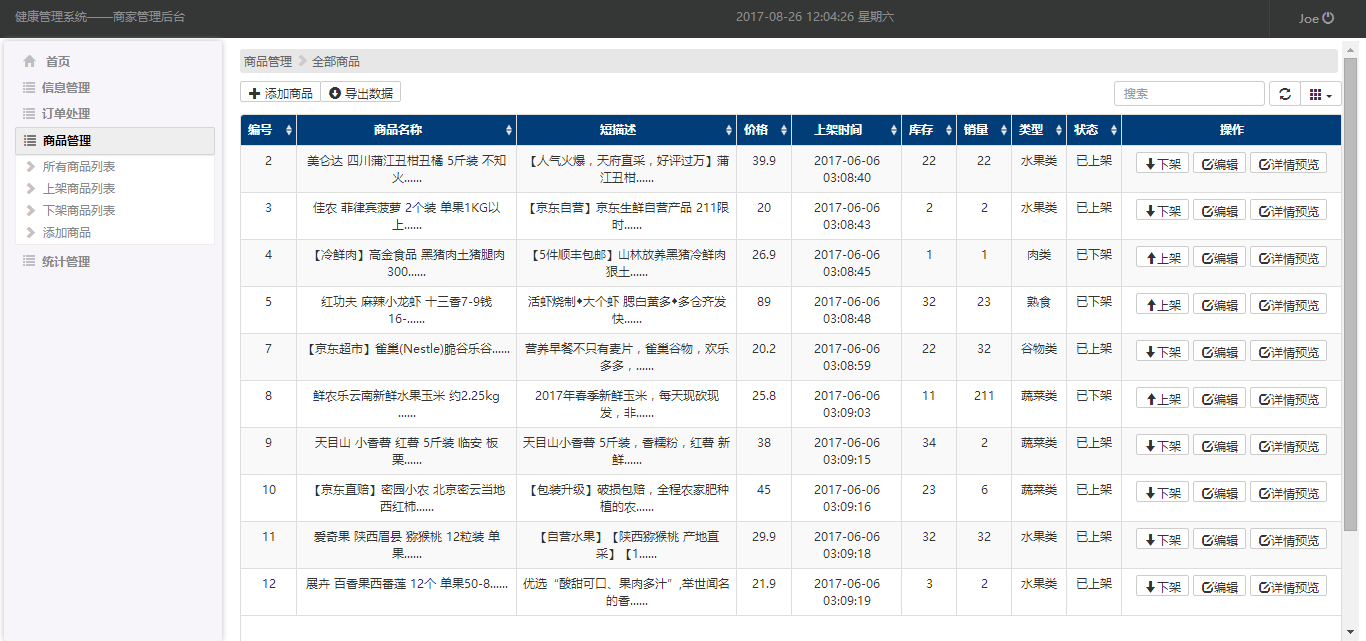 健康管理系统——商家管理后台
2017-08-26 12:04:26 星期六
Joe
首页
信息管理
订单处理
商品管理
所有商品列表
上架商品列表
下架商品列表
添加商品
统计管理
商品管理 全部商品
添加商品 导出数据
搜索
编号 商品名称 短描述 价格 上架时间 库存 销量 类型 状态 操作
2 美仑达 四川蒲江丑柑丑橘 5斤装 不知火...... 【人气火爆，天府直采，好评过万】蒲江丑柑...... 39.9 2017-06-06 03:08:40 22 22 水果类 已上架 下架 编辑 详情预览
3 佳农 菲律宾菠萝 2个装 单果1KG以上...... 【京东自营】京东生鲜自营产品 211限时...... 20 2017-06-06 03:08:43 2 2 水果类 已上架 下架 编辑 详情预览
4 【冷鲜肉】高金食品 黑猪肉土猪腿肉300...... 【5件顺丰包邮】山林放养黑猪冷鲜肉 狠土...... 26.9 2017-06-06 03:08:45 1 1 肉类 已下架 上架 编辑 详情预览
5 红功夫 麻辣小龙虾 十三香7-9钱 16-...... 活虾烧制♦大个虾 腮白黄多♦多仓齐发 快...... 89 2017-06-06 03:08:48 32 23 熟食 已下架 上架 编辑 详情预览
7 【京东超市】雀巢(Nestle)脆谷乐谷...... 营养早餐不只有麦片，雀巢谷物，欢乐多多，...... 20.2 2017-06-06 03:08:59 22 32 谷物类 已上架 下架 编辑 详情预览
8 鲜农乐云南新鲜水果玉米 约2.25kg ...... 2017年春季新鲜玉米，每天现砍现发，非...... 25.8 2017-06-06 03:09:03 11 211 蔬菜类 已下架 上架 编辑 详情预览
9 天目山 小香薯 红薯 5斤装 临安 板栗...... 天目山小香薯 5斤装，香糯粉，红薯 新鲜...... 38 2017-06-06 03:09:15 34 2 蔬菜类 已上架 下架 编辑 详情预览
10 【京东直赔】密园小农 北京密云当地西红柿...... 【包装升级】破损包赔，全程农家肥种植的农...... 45 2017-06-06 03:09:16 23 6 蔬菜类 已上架 下架 编辑 详情预览
11 爱奇果 陕西眉县 猕猴桃 12粒装 单果...... 【自营水果】【陕西猕猴桃 产地直采】【1...... 29.9 2017-06-06 03:09:18 32 32 水果类 已上架 下架 编辑 详情预览
12 展卉 百香果西番莲 12个 单果50-8...... 优选“酸甜可口、果肉多汁”,举世闻名的香...... 21.9 2017-06-06 03:09:19 3 2 水果类 已上架 下架 编辑 详情预览